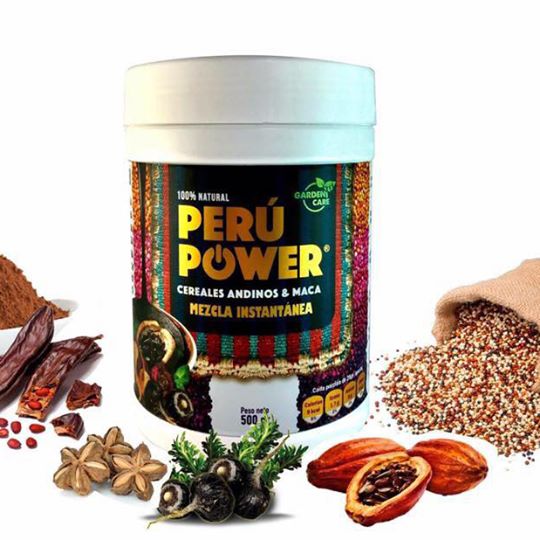 100% NATURAL
GARDEN
CARE
PERÚ
POWER®
CEREALES ANDINOS & MACA
MEZCLA INSTANTÁNEA
Peso neto
500